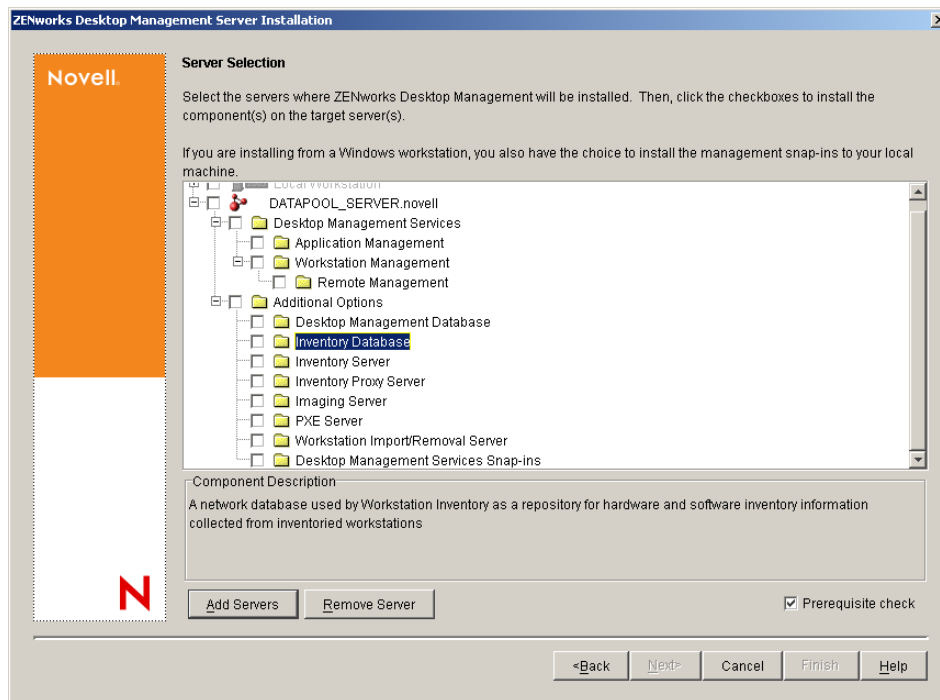 ZENworks Desktop Management Server Installation
Novell.
Server Selection
Select the servers where ZENworks Desktop Management will be installed. Then, click the checkboxes to install the
component(s) on the target server(s).
If you are installing from a Windows workstation, you also have the choice to install the management snap-ins to your local
machine.
Local Workstation
DATAPOOL_SERVER.novell
Desktop Management Services
Application Management
Workstation Management
Remote Management
Additional Options
Desktop Management Database
Inventory Database
Inventory Server
Inventory Proxy Server
Imaging Server
PXE Server
Workstation Import/Removal Server
Desktop Management Services Snap-ins
Component Description
A network database used by Workstation Inventory as a repository for hardware and software inventory information
collected from inventoried workstations
N
Add Servers
Remove Server
Prerequisite check
<Back
Next>
Cancel
Finish
Help